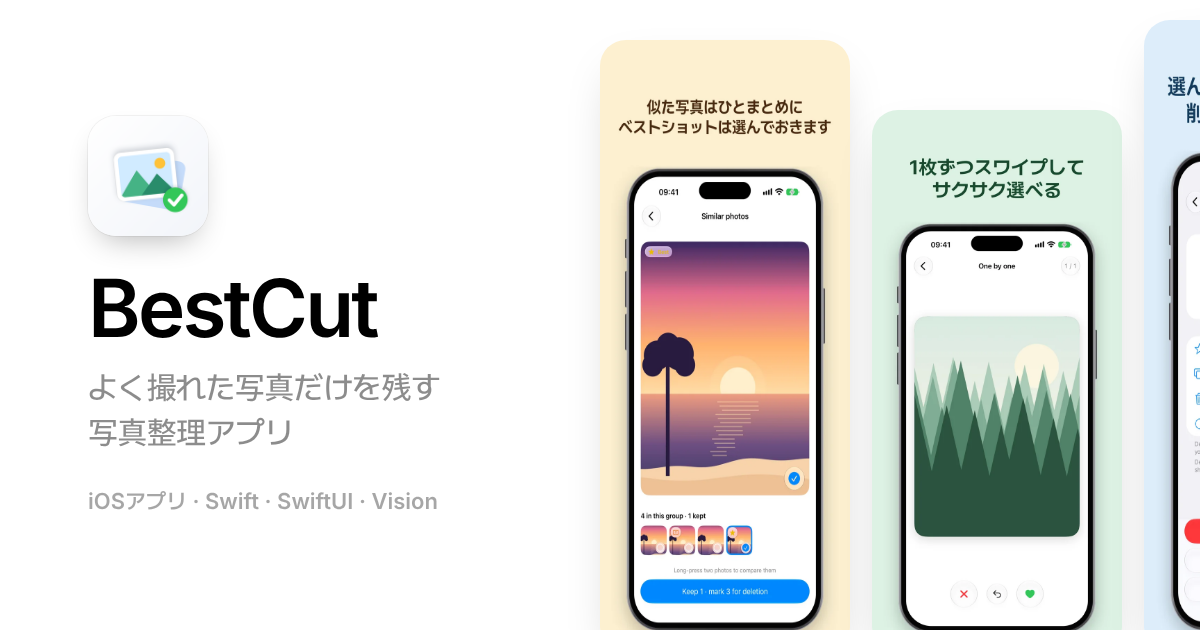 BestCut
よく撮れた写真だけを残す
写真整理アプリ
iOSアプリ · Swift · SwiftUI · Vision
似た写真はひとまとめに
ベストショットは選んでおきます
09:41
Similar photos
4 in this group · 1 kept
Long-press two photos to compare them
Keep 1 · mark 3 for deletion
1枚ずつスワイプして
サクサク選べる
09:41
One by one
1 / 1
選ん
削